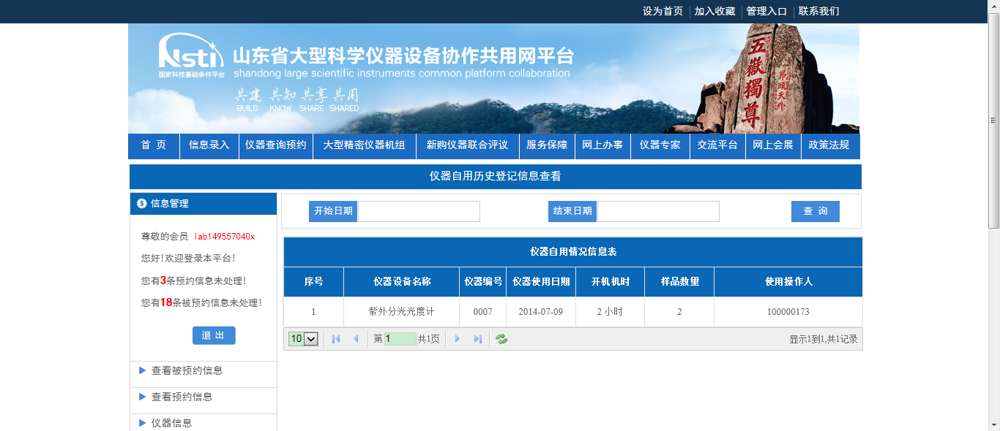 设为首页 加入收藏 管理入口 联系我们
Nsti
国家科技基础条件平台
山东省大型科学仪器设备协作共用网平台
shandong large scientific instruments common platform collaboration
共建 共知 共享 共用
BUILD KNOW SHARE SHARED
五嶽獨尊
昂頭天外
首 页 信息录入 仪器查询预约 大型精密仪器机组 新购仪器联合评议 服务保障 网上办事 仪器专家 交流平台 网上会展 政策法规
仪器自用历史登记信息查看
信息管理
尊敬的会员 lab149557040x
您好!欢迎登录本平台!
您有3条预约信息未处理!
您有18条被预约信息未处理!
退 出
查看被预约信息
查看预约信息
仪器信息
开始日期 结束日期 查 询
仪器自用情况信息表
序号 仪器设备名称 仪器编号 仪器使用日期 开机机时 样品数量 使用操作人
1 紫外分光光度计 0007 2014-07-09 2 小时 2 100000173
10 第 1 共1页 显示1到1,共1记录